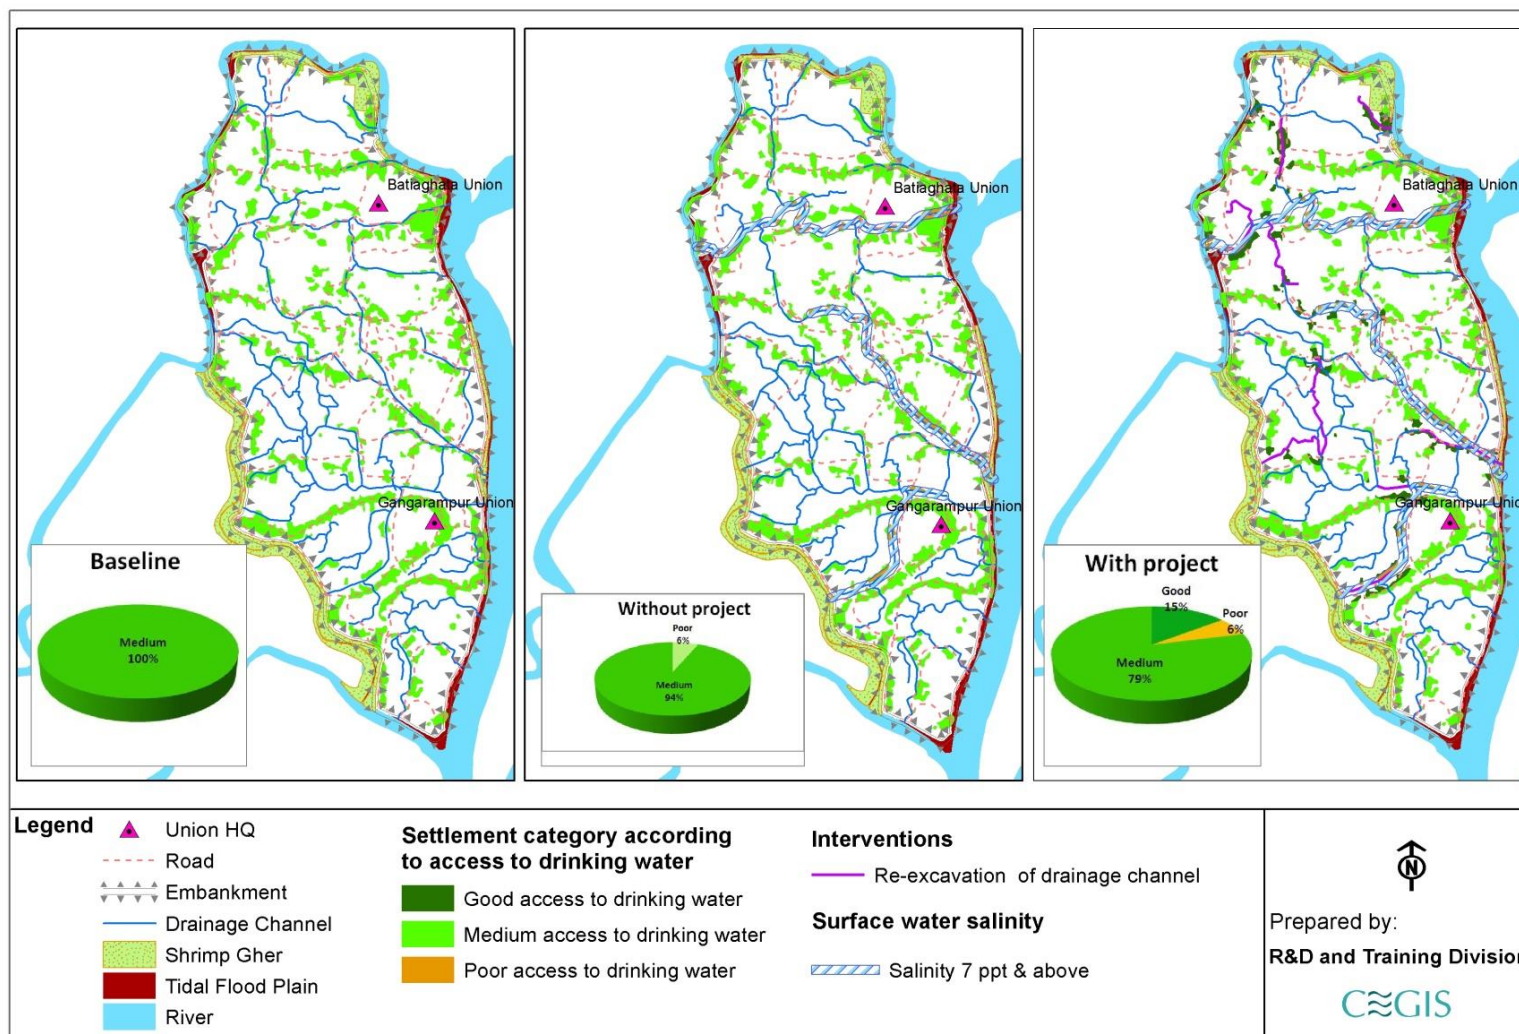 Batiaghata Union
Gangarampur Union
Baseline
Medium
100%
Batiaghata Union
Gangarampur Union
Without project
Poor
6%
Medium
94%
Batiaghata Union
Gangarampur Unio
With project
Good
15%
Poor
6%
Medium
79%
Legend
Union HQ
Road
Embankment
Drainage Channel
Shrimp Gher
Tidal Flood Plain
River
Settlement category according
to access to drinking water
Good access to drinking water
Medium access to drinking water
Poor access to drinking water
Interventions
Re-excavation of drainage channel
Surface water salinity
Salinity 7 ppt & above
N
Prepared by:
R&D and Training Division
CEGIS